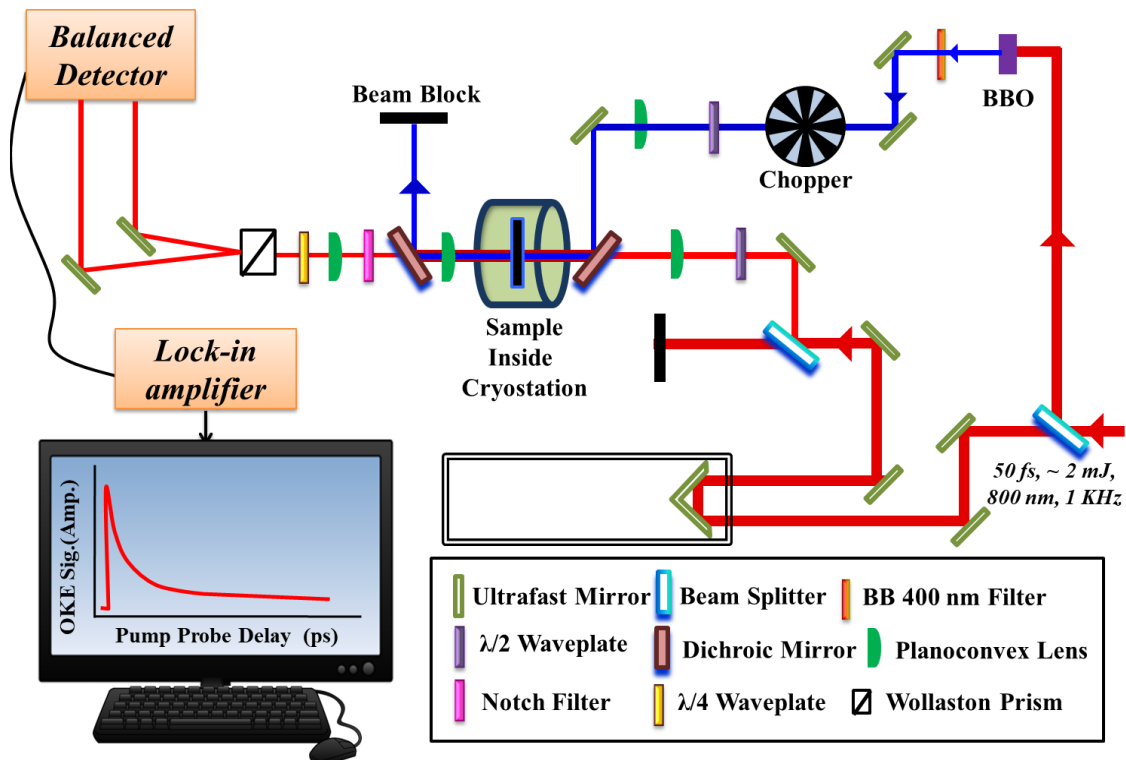 Balanced
Detector
Beam Block
BBO
Chopper
Sample
Inside
Cryostation
Lock-in
amplifier
50 fs, ~ 2 mJ,
800 nm, 1 KHz
OKE Sig.(Amp.)
Pump Probe Delay (ps)
Ultrafast Mirror
Beam Splitter
BB 400 nm Filter
λ/2 Waveplate
Dichroic Mirror
Planoconvex Lens
Notch Filter
λ/4 Waveplate
Wollaston Prism